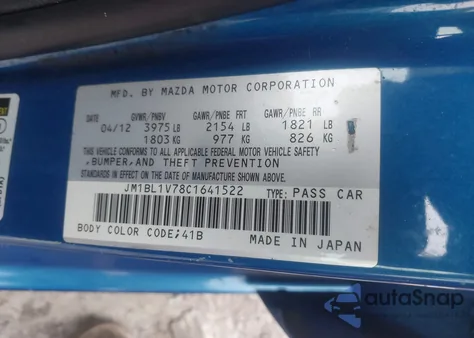 MFD. BY MAZDA MOTOR CORPORATION
DATE GVWR/PNBV GAWR/PNBE FRT GAWR/PNBE RR
04/12 3975 LB 2154 LB 1821 LB
1803 KG 977 KG 826 KG
THIS VEHICLE CONFORMS TO ALL APPLICABLE FEDERAL MOTOR VEHICLE SAFETY
,BUMPER,AND THEFT PREVENTION
STANDARDS IN EFFECT ON THE DATE OF MANUFACTURE SHOWN ABOVE.
JM1BL1V78C1641522 TYPE: PASS CAR
BODY COLOR CODE;41B MADE IN JAPAN
autoSnap